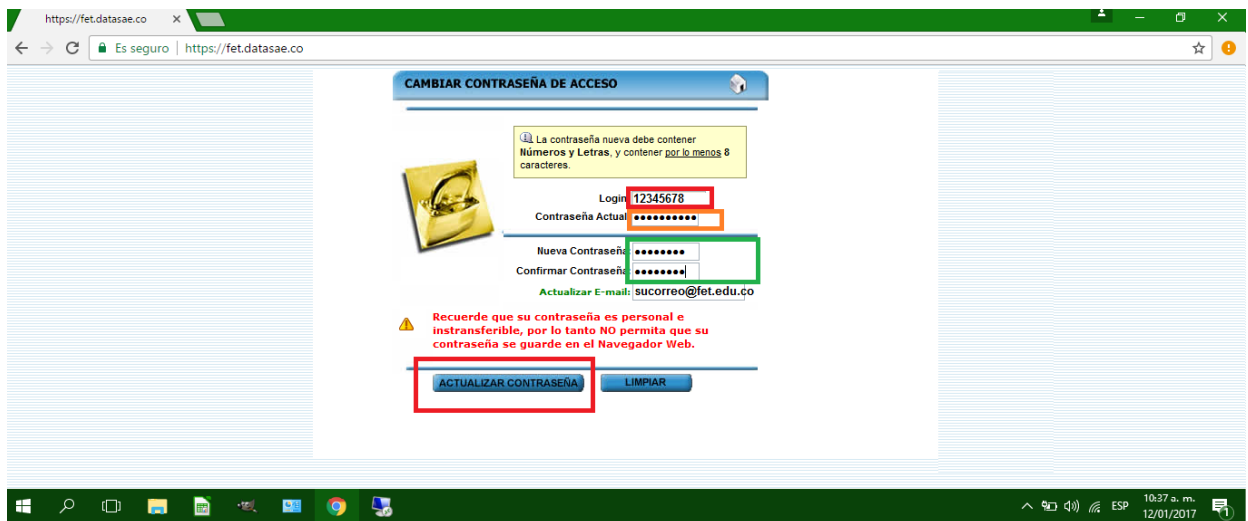 https://fet.datasae.co
Es seguro | https://fet.datasae.co
CAMBIAR CONTRASEÑA DE ACCESO
La contraseña nueva debe contener
Números y Letras, y contener por lo menos 8
caracteres.
Login 12345678
Contraseña Actual ●●●●●●●●●●
Nueva Contraseña ●●●●●●●●
Confirmar Contraseña ●●●●●●●●
Actualizar E-mail: sucorreo@fet.edu.co
Recuerde que su contraseña es personal e
instransferible, por lo tanto NO permita que su
contraseña se guarde en el Navegador Web.
ACTUALIZAR CONTRASEÑA LIMPIAR
ESP
10:37 a. m.
12/01/2017